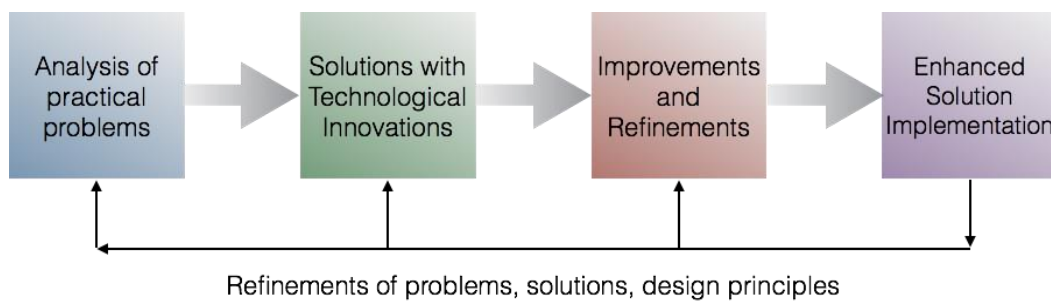 Analysis of
practical
problems
Solutions with
Technological
Innovations
Improvements
and
Refinements
Enhanced
Solution
Implementation
Refinements of problems, solutions, design principles